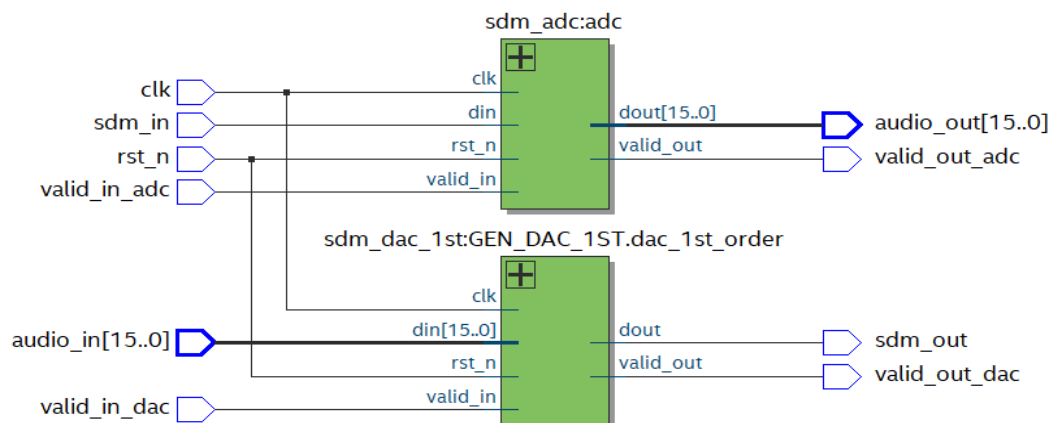 sdm_adc:adc
clk
clk
sdm_in
din
dout[15..0]
audio_out[15..0]
rst_n
rst_n
valid_out
valid_out_adc
valid_in_adc
valid_in
sdm_dac_1st:GEN_DAC_1ST.dac_1st_order
clk
audio_in[15..0]
din[15..0]
dout
sdm_out
rst_n
valid_out
valid_out_dac
valid_in_dac
valid_in